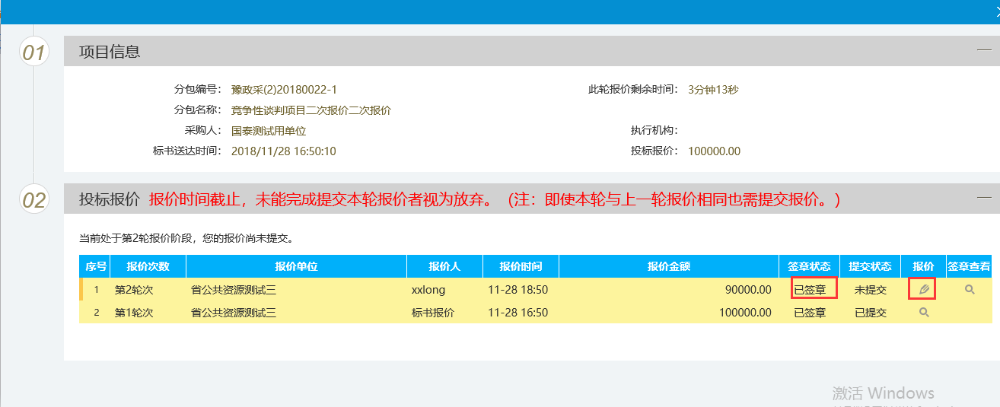 01 项目信息
分包编号： 豫政采(2)20180022-1 此轮报价剩余时间： 3分钟13秒
分包名称： 竞争性谈判项目二次报价二次报价
采购人： 国泰测试用单位 执行机构：
标书送达时间： 2018/11/28 16:50:10 投标报价： 100000.00
02 投标报价 报价时间截止，未能完成提交本轮报价者视为放弃。（注：即使本轮与上一轮报价相同也需提交报价。）
当前处于第2轮报价阶段，您的报价尚未提交。
序号 报价次数 报价单位 报价人 报价时间 报价金额 签章状态 提交状态 报价 签章查看
1 第2轮次 省公共资源测试三 xxlong 11-28 18:50 90000.00 已签章 未提交
2 第1轮次 省公共资源测试三 标书报价 11-28 16:50 100000.00 已签章 已提交
激活 Windows